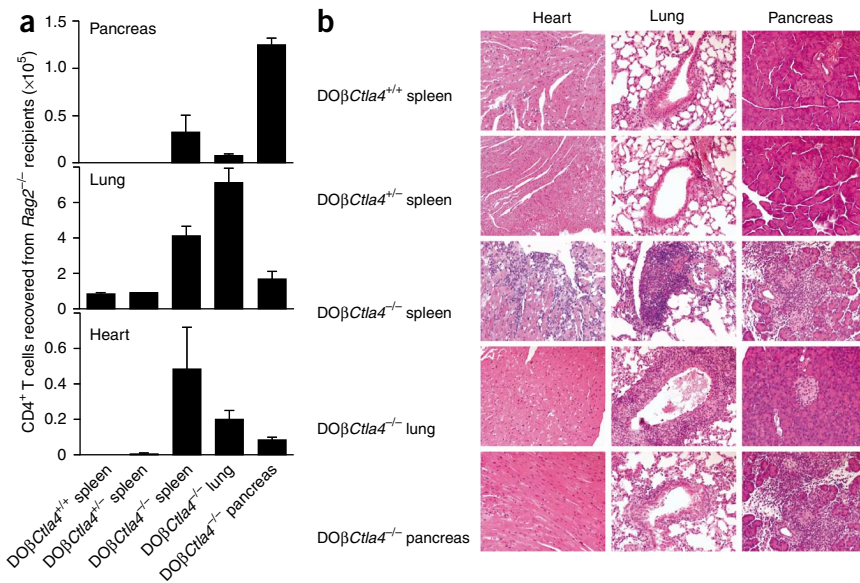 a
CD4⁺ T cells recovered from Rag2⁻/⁻ recipients (×10⁵)
Pancreas
1.5
1.0
0.5
0
Lung
6
4
2
0
Heart
0.6
0.4
0.2
0
DOβCtla4⁺/⁺ spleen
DOβCtla4⁺/⁻ spleen
DOβCtla4⁻/⁻ spleen
DOβCtla4⁻/⁻ lung
DOβCtla4⁻/⁻ pancreas
b
Heart Lung Pancreas
DOβCtla4⁺/⁺ spleen
DOβCtla4⁺/⁻ spleen
DOβCtla4⁻/⁻ spleen
DOβCtla4⁻/⁻ lung
DOβCtla4⁻/⁻ pancreas